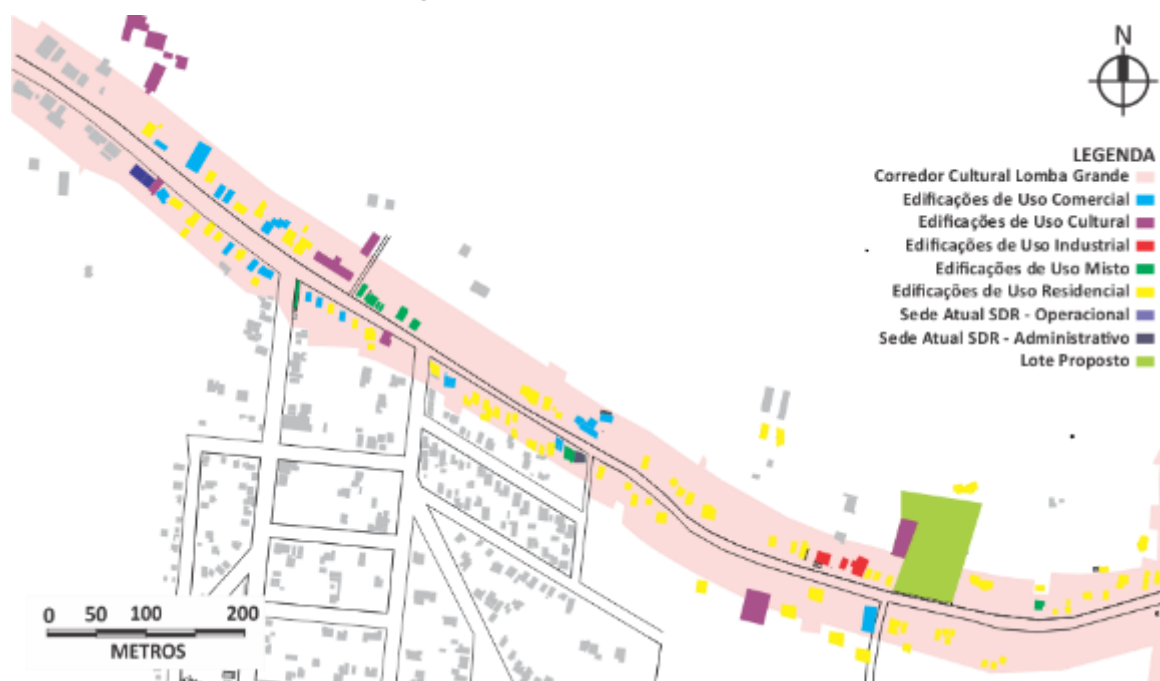 N
LEGENDA
Corredor Cultural Lomba Grande
Edificações de Uso Comercial
Edificações de Uso Cultural
Edificações de Uso Industrial
Edificações de Uso Misto
Edificações de Uso Residencial
Sede Atual SDR - Operacional
Sede Atual SDR - Administrativo
Lote Proposto
0 50 100 200
METROS